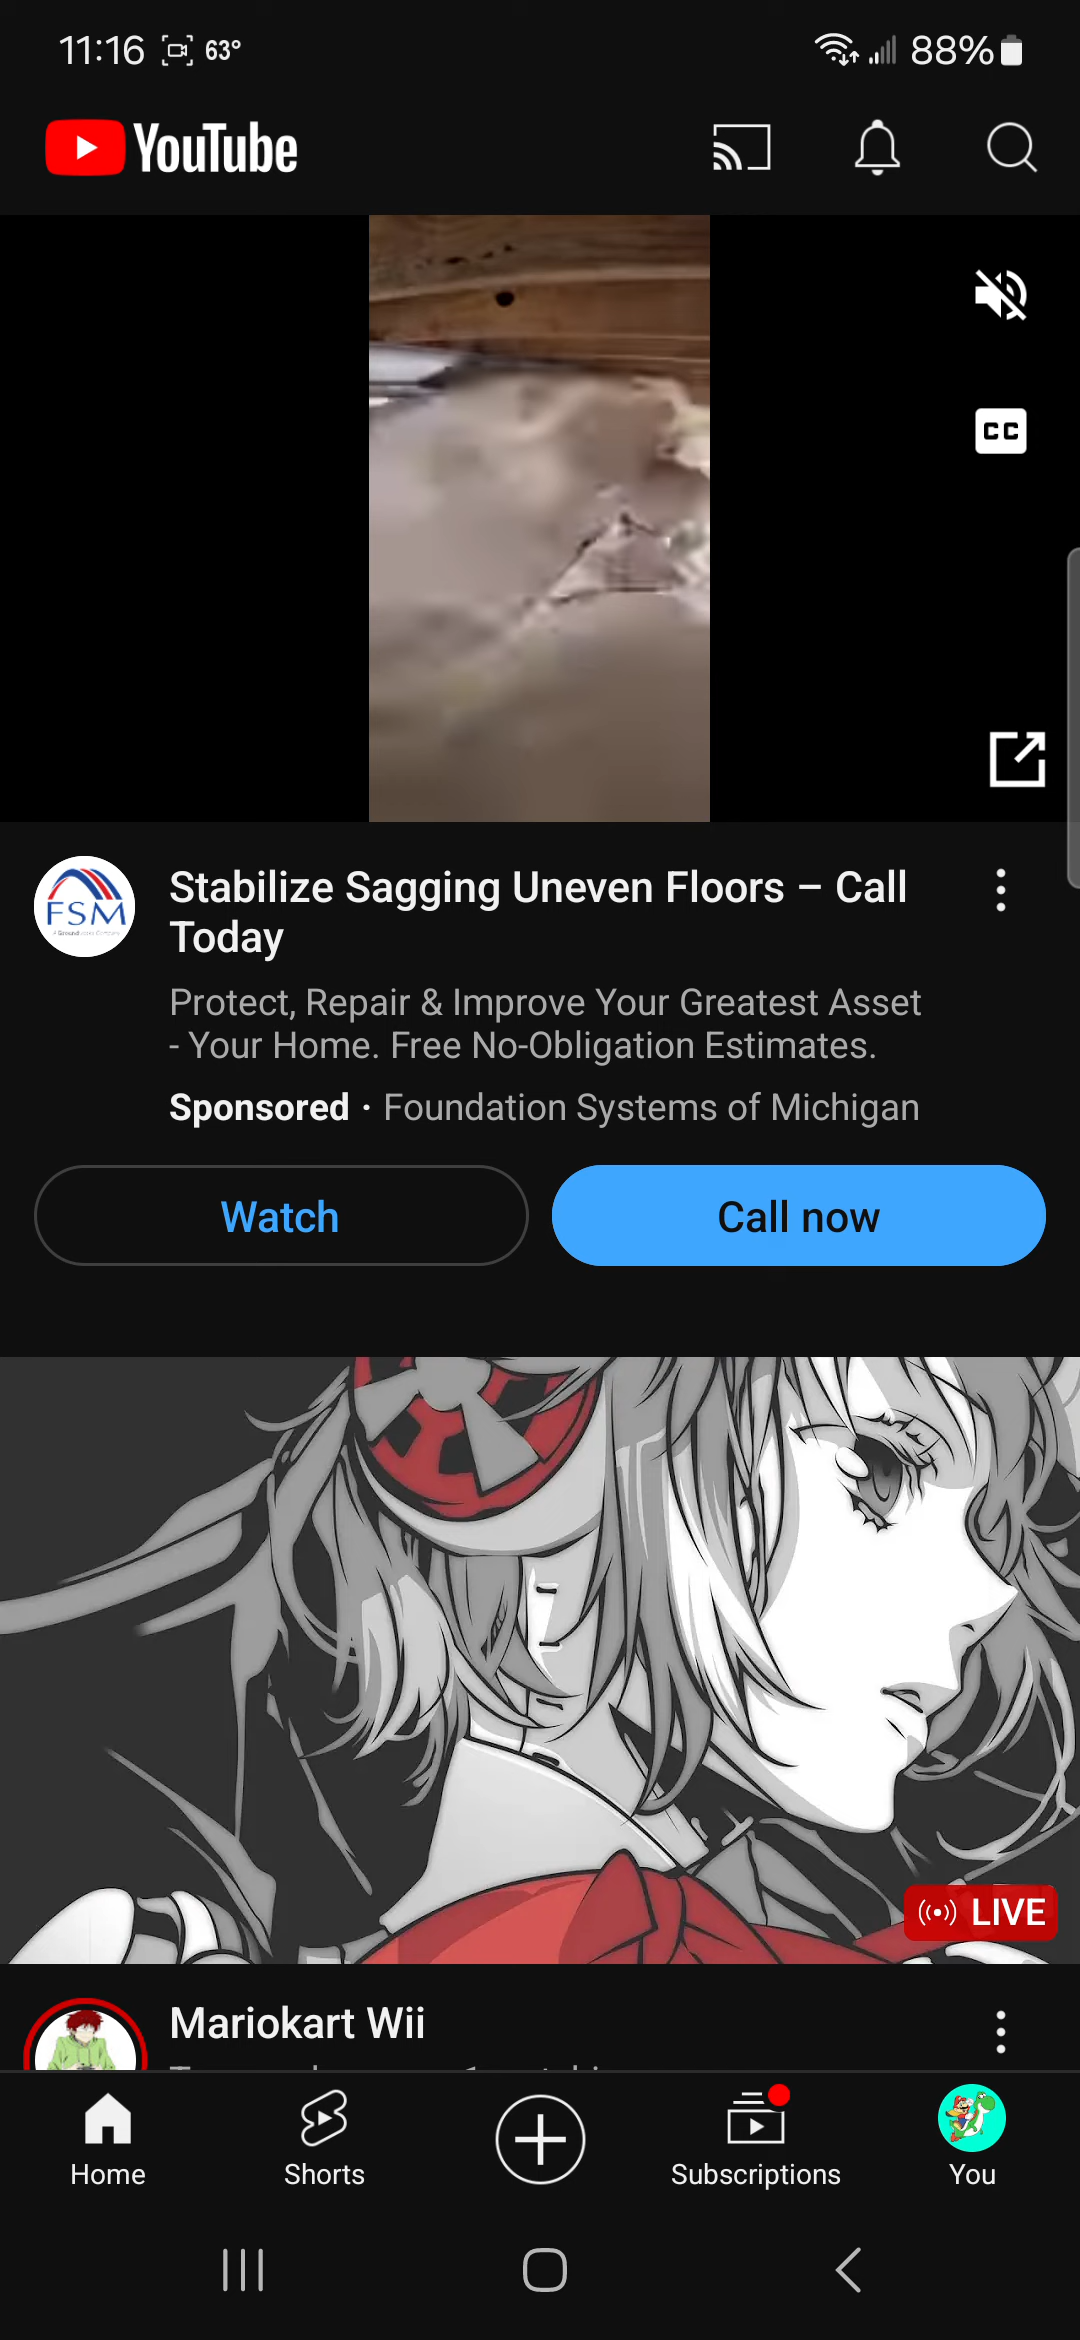 11:16 63° 88%
YouTube
CC
FSM
Stabilize Sagging Uneven Floors – Call
Today
Protect, Repair & Improve Your Greatest Asset
- Your Home. Free No-Obligation Estimates.
Sponsored · Foundation Systems of Michigan
Watch
Call now
LIVE
Mariokart Wii
Home
Shorts
Subscriptions
You